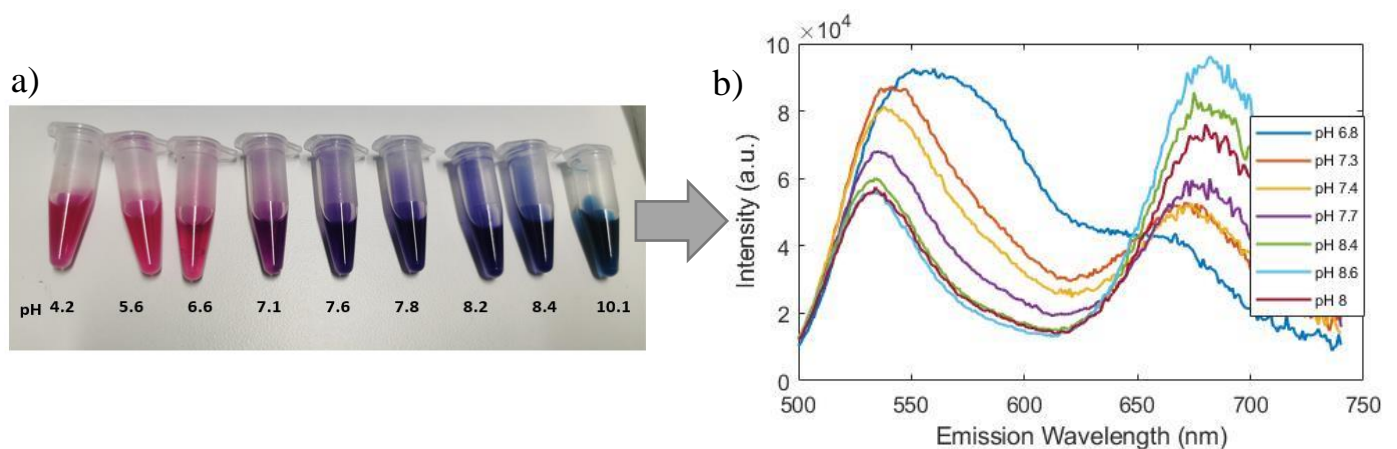 a)
pH 4.2 5.6 6.6 7.1 7.6 7.8 8.2 8.4 10.1
b)
×10⁴
10
8
6
4
2
0
Intensity (a.u.)
500 550 600 650 700 750
Emission Wavelength (nm)
pH 6.8
pH 7.3
pH 7.4
pH 7.7
pH 8.4
pH 8.6
pH 8